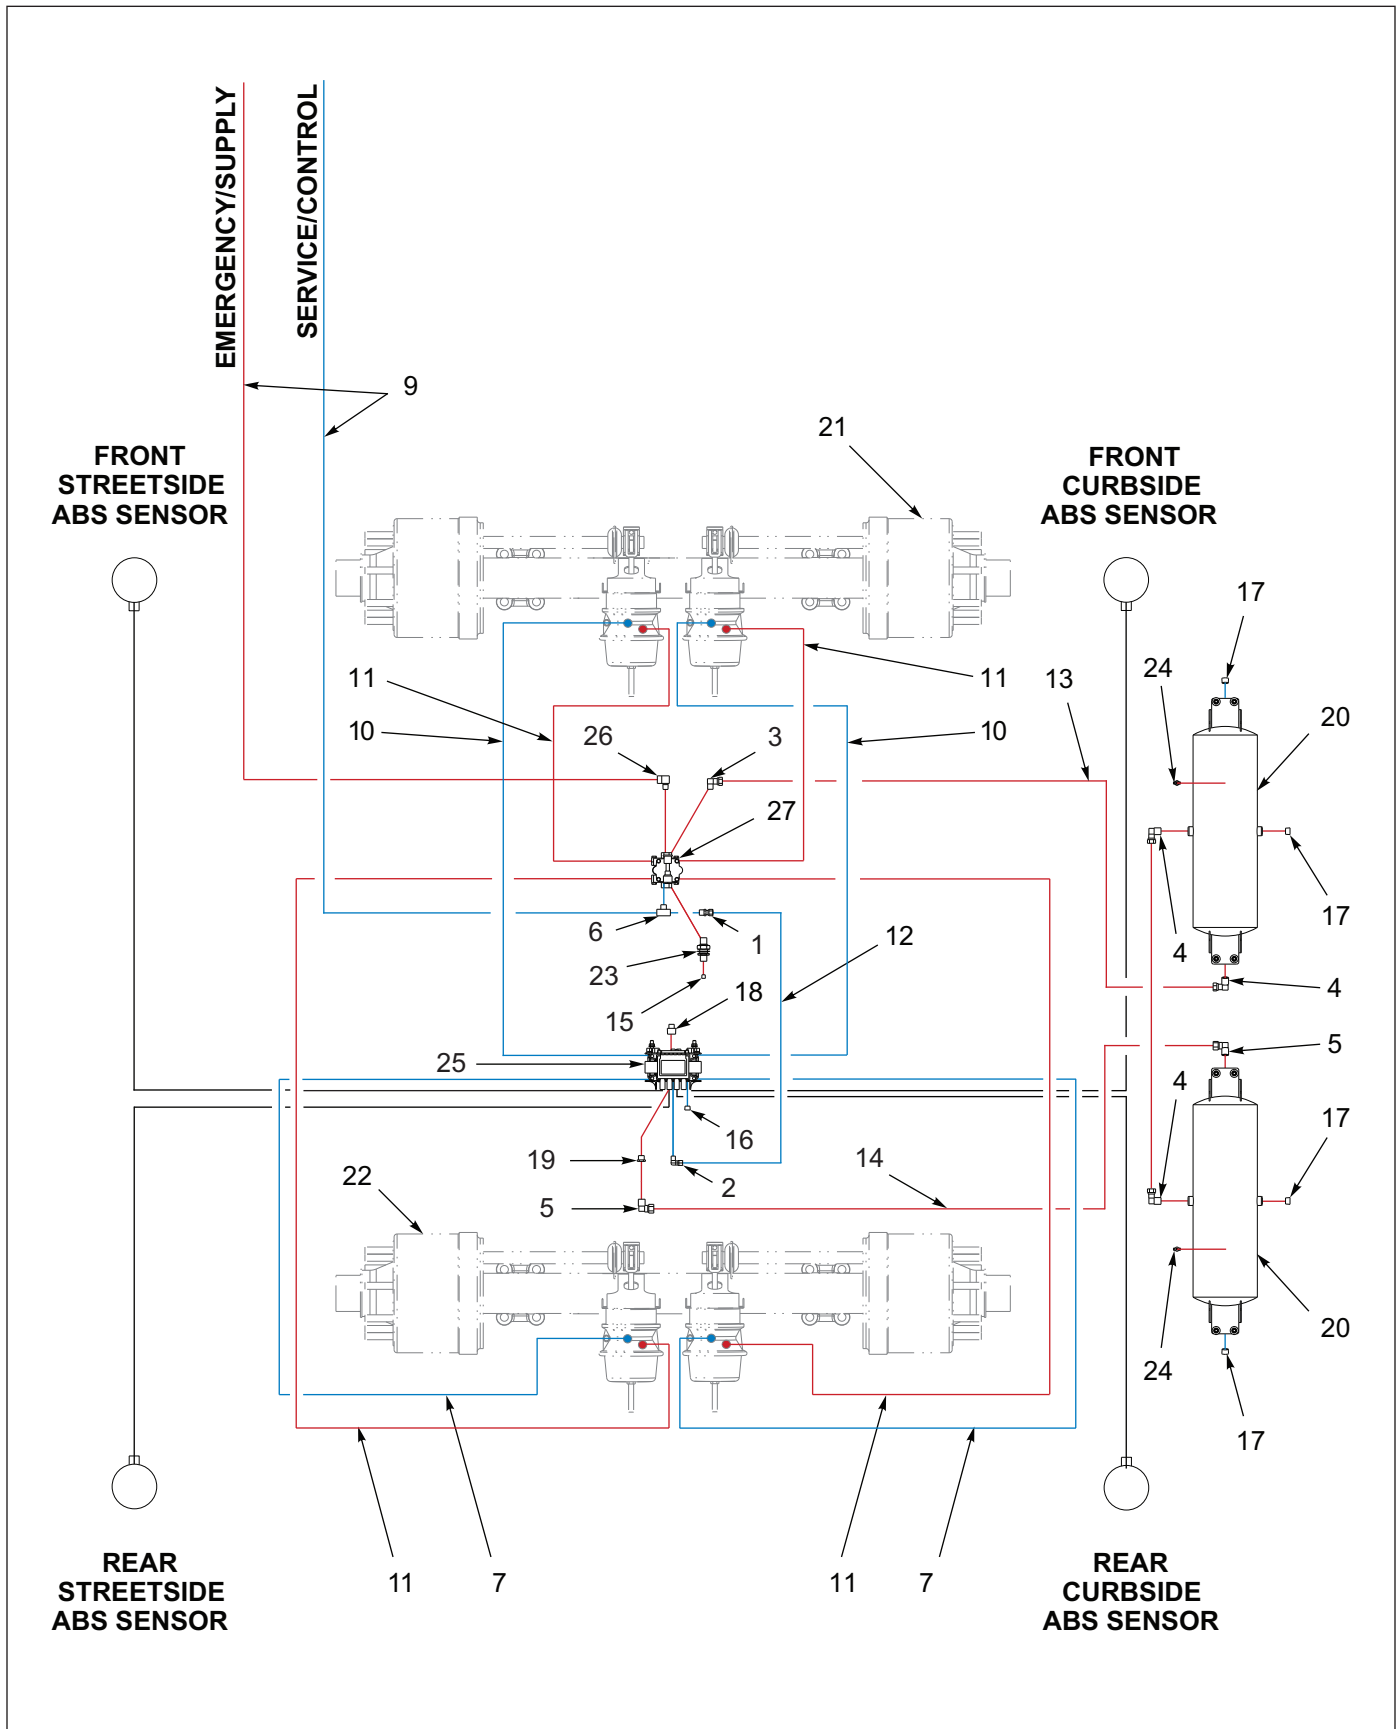 EMERGENCY/SUPPLY
SERVICE/CONTROL
9
FRONT
STREETSIDE
ABS SENSOR
21
FRONT
CURBSIDE
ABS SENSOR
17
11
11
13
24
10
26
3
10
20
27
17
6
1
12
4
23
4
15
18
5
25
4
16
17
19
2
14
22
5
24
20
17
11
7
11
7
REAR
STREETSIDE
ABS SENSOR
REAR
CURBSIDE
ABS SENSOR